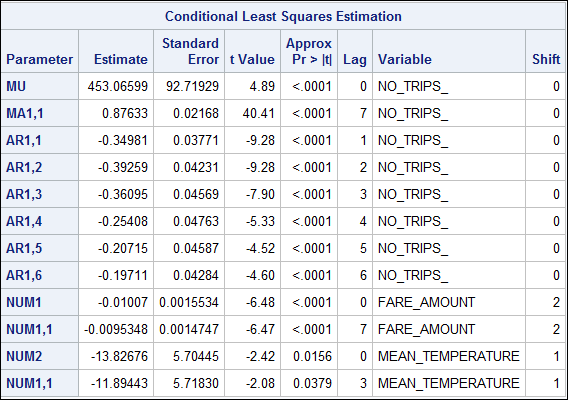 Conditional Least Squares Estimation
Parameter Estimate Standard Error t Value Approx Pr > |t| Lag Variable Shift
MU 453.06599 92.71929 4.89 <.0001 0 NO_TRIPS_ 0
MA1,1 0.87633 0.02168 40.41 <.0001 7 NO_TRIPS_ 0
AR1,1 -0.34981 0.03771 -9.28 <.0001 1 NO_TRIPS_ 0
AR1,2 -0.39259 0.04231 -9.28 <.0001 2 NO_TRIPS_ 0
AR1,3 -0.36095 0.04569 -7.90 <.0001 3 NO_TRIPS_ 0
AR1,4 -0.25408 0.04763 -5.33 <.0001 4 NO_TRIPS_ 0
AR1,5 -0.20715 0.04587 -4.52 <.0001 5 NO_TRIPS_ 0
AR1,6 -0.19711 0.04284 -4.60 <.0001 6 NO_TRIPS_ 0
NUM1 -0.01007 0.0015534 -6.48 <.0001 0 FARE_AMOUNT 2
NUM1,1 -0.0095348 0.0014747 -6.47 <.0001 7 FARE_AMOUNT 2
NUM2 -13.82676 5.70445 -2.42 0.0156 0 MEAN_TEMPERATURE 1
NUM1,1 -11.89443 5.71830 -2.08 0.0379 3 MEAN_TEMPERATURE 1